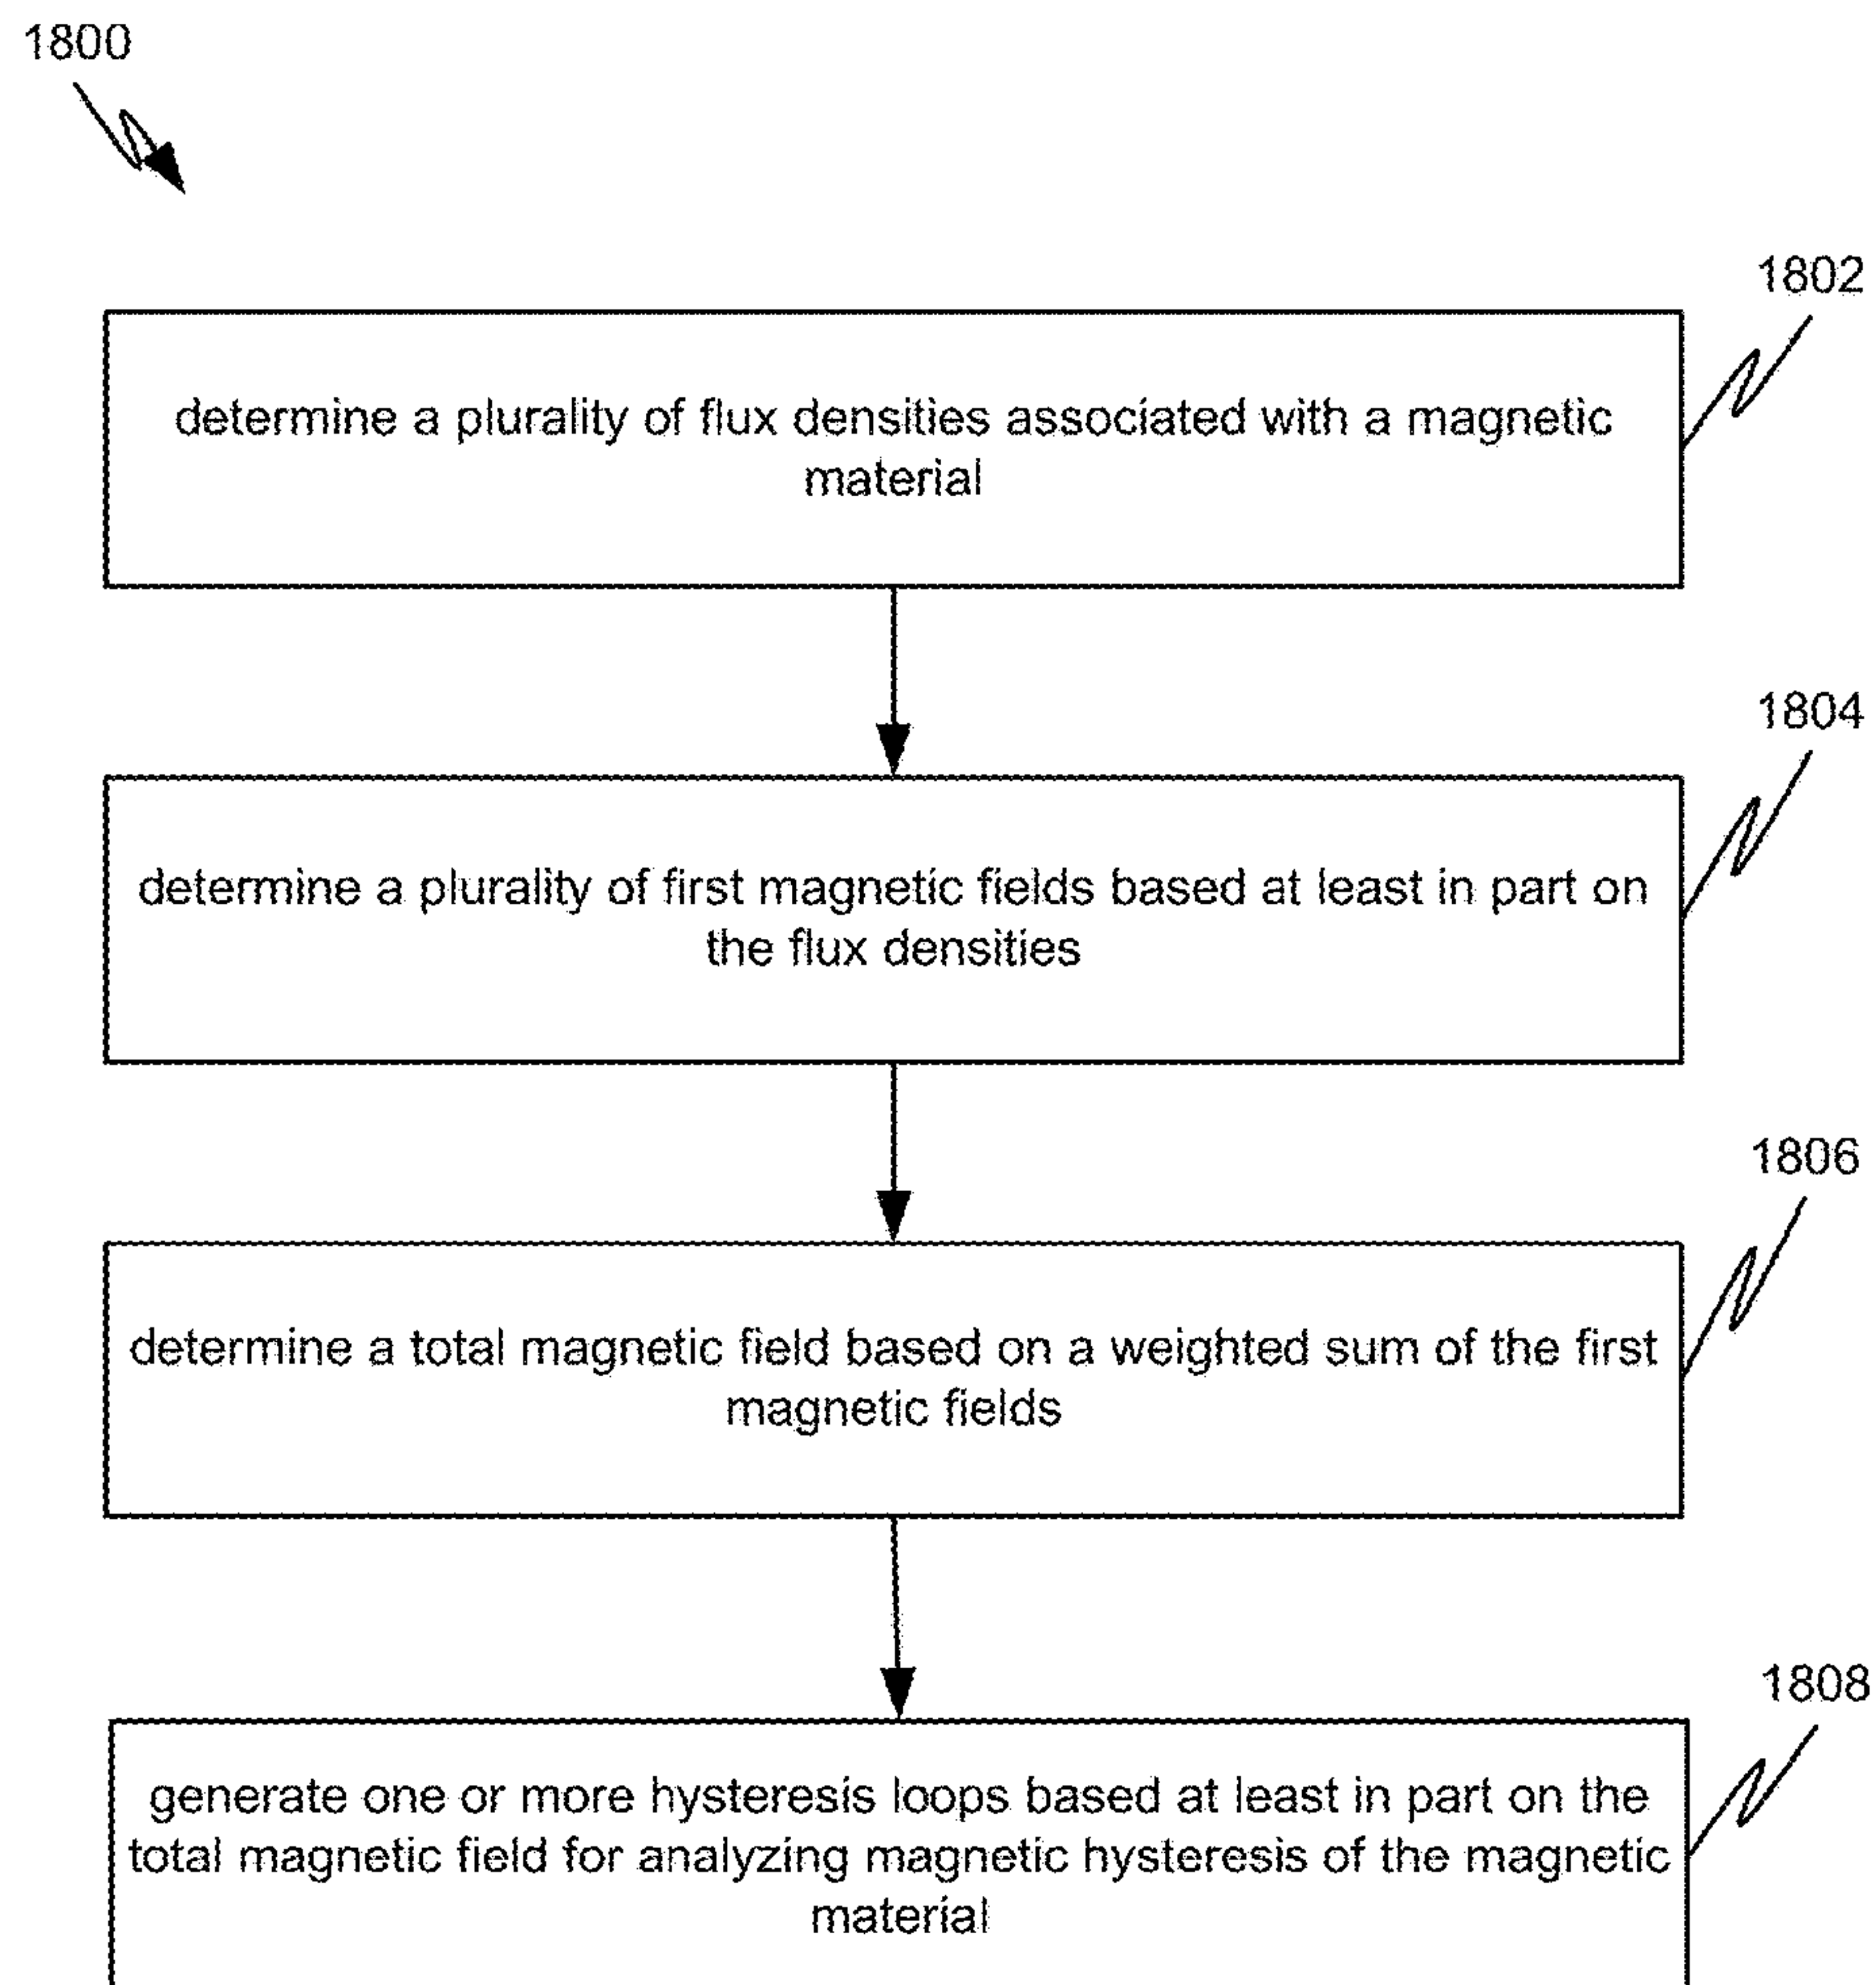 1800
1802
determine a plurality of flux densities associated with a magnetic
material
1804
determine a plurality of first magnetic fields based at least in part on
the flux densities
1806
determine a total magnetic field based on a weighted sum of the first
magnetic fields
1808
generate one or more hysteresis loops based at least in part on the
total magnetic field for analyzing magnetic hysteresis of the magnetic
material